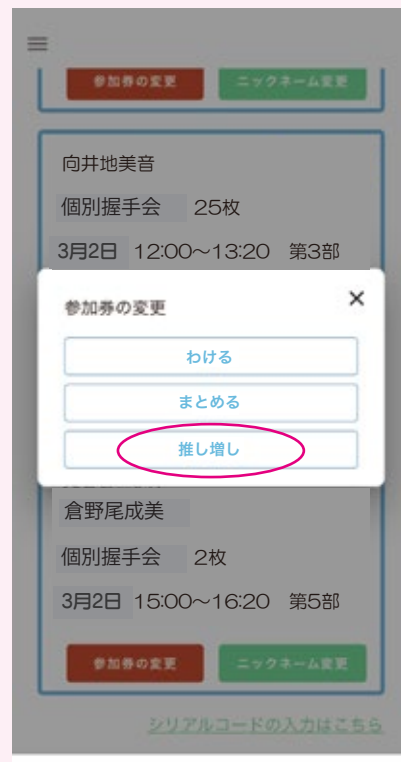 参加券の変更 ニックネーム変更
向井地美音
個別握手会 25枚
3月2日 12:00～13:20 第3部
参加券の変更 ×
わける
まとめる
推し増し
倉野尾成美
個別握手会 2枚
3月2日 15:00～16:20 第5部
参加券の変更 ニックネーム変更
シリアルコードの入力はこちら